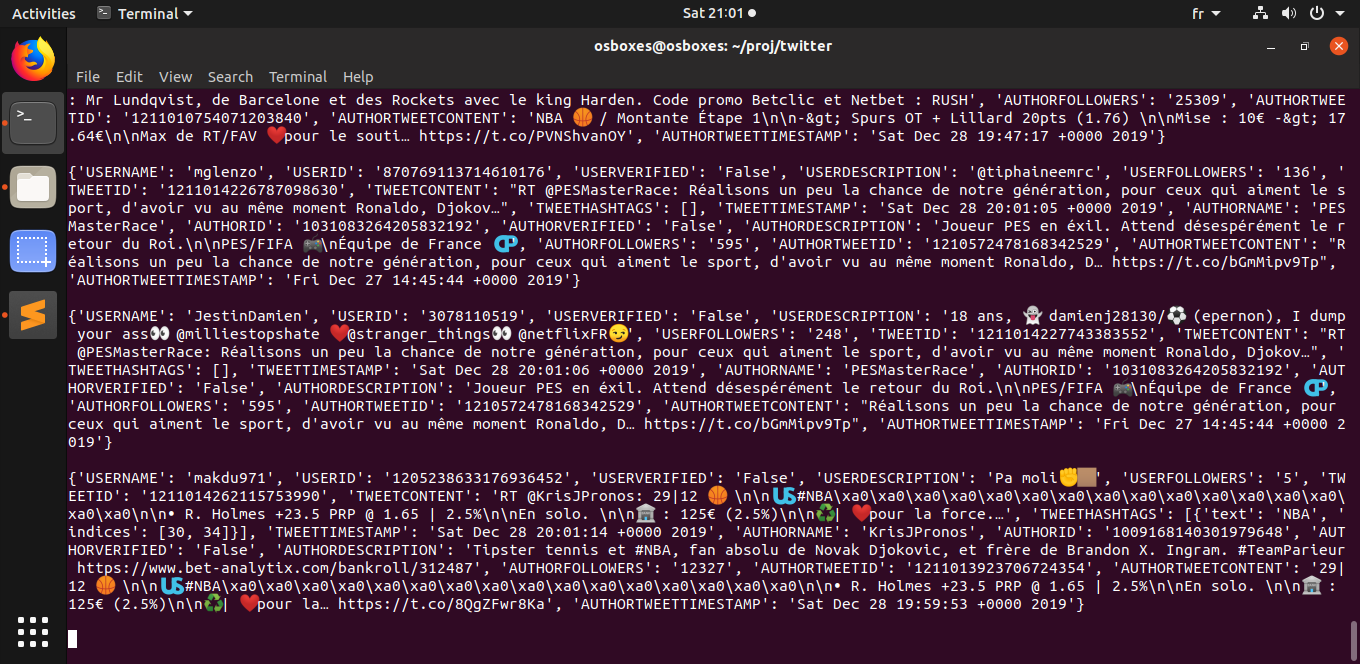 Activities
Terminal
Sat 21:01
fr
osboxes@osboxes: ~/proj/twitter
File Edit View Search Terminal Help
: Mr Lundqvist, de Barcelone et des Rockets avec le king Harden. Code promo Betclic et Netbet : RUSH', 'AUTHORFOLLOWERS': '25309', 'AUTHORTWEE
TID': '1211010754071203840', 'AUTHORTWEETCONTENT': 'NBA 🏀 / Montante Étape 1\n\n-&gt; Spurs OT + Lillard 20pts (1.76) \n\nMise : 10€ -&gt; 17
.64€\n\nMax de RT/FAV ❤️pour le souti… https://t.co/PVNShvanOY', 'AUTHORTWEETTIMESTAMP': 'Sat Dec 28 19:47:17 +0000 2019'}
{'USERNAME': 'mglenzo', 'USERID': '870769113714610176', 'USERVERIFIED': 'False', 'USERDESCRIPTION': '@tiphaineemrc', 'USERFOLLOWERS': '136', '
TWEETID': '1211014226787098630', 'TWEETCONTENT': "RT @PESMasterRace: Réalisons un peu la chance de notre génération, pour ceux qui aiment le s
port, d'avoir vu au même moment Ronaldo, Djokov…", 'TWEETHASHTAGS': [], 'TWEETTIMESTAMP': 'Sat Dec 28 20:01:05 +0000 2019', 'AUTHORNAME': 'PES
MasterRace', 'AUTHORID': '1031083264205832192', 'AUTHORVERIFIED': 'False', 'AUTHORDESCRIPTION': 'Joueur PES en éxil. Attend désespérément le r
etour du Roi.\n\nPES/FIFA 🎮\nÉquipe de France , 'AUTHORFOLLOWERS': '595', 'AUTHORTWEETID': '1210572478168342529', 'AUTHORTWEETCONTENT': "R
éalisons un peu la chance de notre génération, pour ceux qui aiment le sport, d'avoir vu au même moment Ronaldo, D… https://t.co/bGmMipv9Tp",
'AUTHORTWEETTIMESTAMP': 'Fri Dec 27 14:45:44 +0000 2019'}
{'USERNAME': 'JestinDamien', 'USERID': '3078110519', 'USERVERIFIED': 'False', 'USERDESCRIPTION': '18 ans, 👻 damienj28130/⚽ (epernon), I dump
your ass👀 @milliestopshate ❤️@stranger_things👀 @netflixFR😏', 'USERFOLLOWERS': '248', 'TWEETID': '1211014227743383552', 'TWEETCONTENT': "RT
@PESMasterRace: Réalisons un peu la chance de notre génération, pour ceux qui aiment le sport, d'avoir vu au même moment Ronaldo, Djokov…", '
TWEETHASHTAGS': [], 'TWEETTIMESTAMP': 'Sat Dec 28 20:01:06 +0000 2019', 'AUTHORNAME': 'PESMasterRace', 'AUTHORID': '1031083264205832192', 'AUT
HORVERIFIED': 'False', 'AUTHORDESCRIPTION': 'Joueur PES en éxil. Attend désespérément le retour du Roi.\n\nPES/FIFA 🎮\nÉquipe de France ,
'AUTHORFOLLOWERS': '595', 'AUTHORTWEETID': '1210572478168342529', 'AUTHORTWEETCONTENT': "Réalisons un peu la chance de notre génération, pour
ceux qui aiment le sport, d'avoir vu au même moment Ronaldo, D… https://t.co/bGmMipv9Tp", 'AUTHORTWEETTIMESTAMP': 'Fri Dec 27 14:45:44 +0000 2
019'}
{'USERNAME': 'makdu971', 'USERID': '1205238633176936452', 'USERVERIFIED': 'False', 'USERDESCRIPTION': 'Pa moli✊🏽', 'USERFOLLOWERS': '5', 'TW
EETID': '1211014262115753990', 'TWEETCONTENT': 'RT @KrisJPronos: 29|12 🏀 \n\n🇺🇸#NBA\xa0\xa0\xa0\xa0\xa0\xa0\xa0\xa0\xa0\xa0\xa0\xa0\xa0\xa0\
xa0\xa0\n\n• R. Holmes +23.5 PRP @ 1.65 | 2.5%\n\nEn solo. \n\n🏛 : 125€ (2.5%)\n\n♻️| ❤️pour la force.…', 'TWEETHASHTAGS': [{'text': 'NBA', '
indices': [30, 34]}], 'TWEETTIMESTAMP': 'Sat Dec 28 20:01:14 +0000 2019', 'AUTHORNAME': 'KrisJPronos', 'AUTHORID': '1009168140301979648', 'AUT
HORVERIFIED': 'False', 'AUTHORDESCRIPTION': 'Tipster tennis et #NBA, fan absolu de Novak Djokovic, et frère de Brandon X. Ingram. #TeamParieur
https://www.bet-analytix.com/bankroll/312487', 'AUTHORFOLLOWERS': '12327', 'AUTHORTWEETID': '1211013923706724354', 'AUTHORTWEETCONTENT': '29|
12 🏀 \n\n🇺🇸#NBA\xa0\xa0\xa0\xa0\xa0\xa0\xa0\xa0\xa0\xa0\xa0\xa0\xa0\xa0\xa0\xa0\n\n• R. Holmes +23.5 PRP @ 1.65 | 2.5%\n\nEn solo. \n\n🏛 :
125€ (2.5%)\n\n♻️| ❤️pour la… https://t.co/8QgZFwr8Ka', 'AUTHORTWEETTIMESTAMP': 'Sat Dec 28 19:59:53 +0000 2019'}